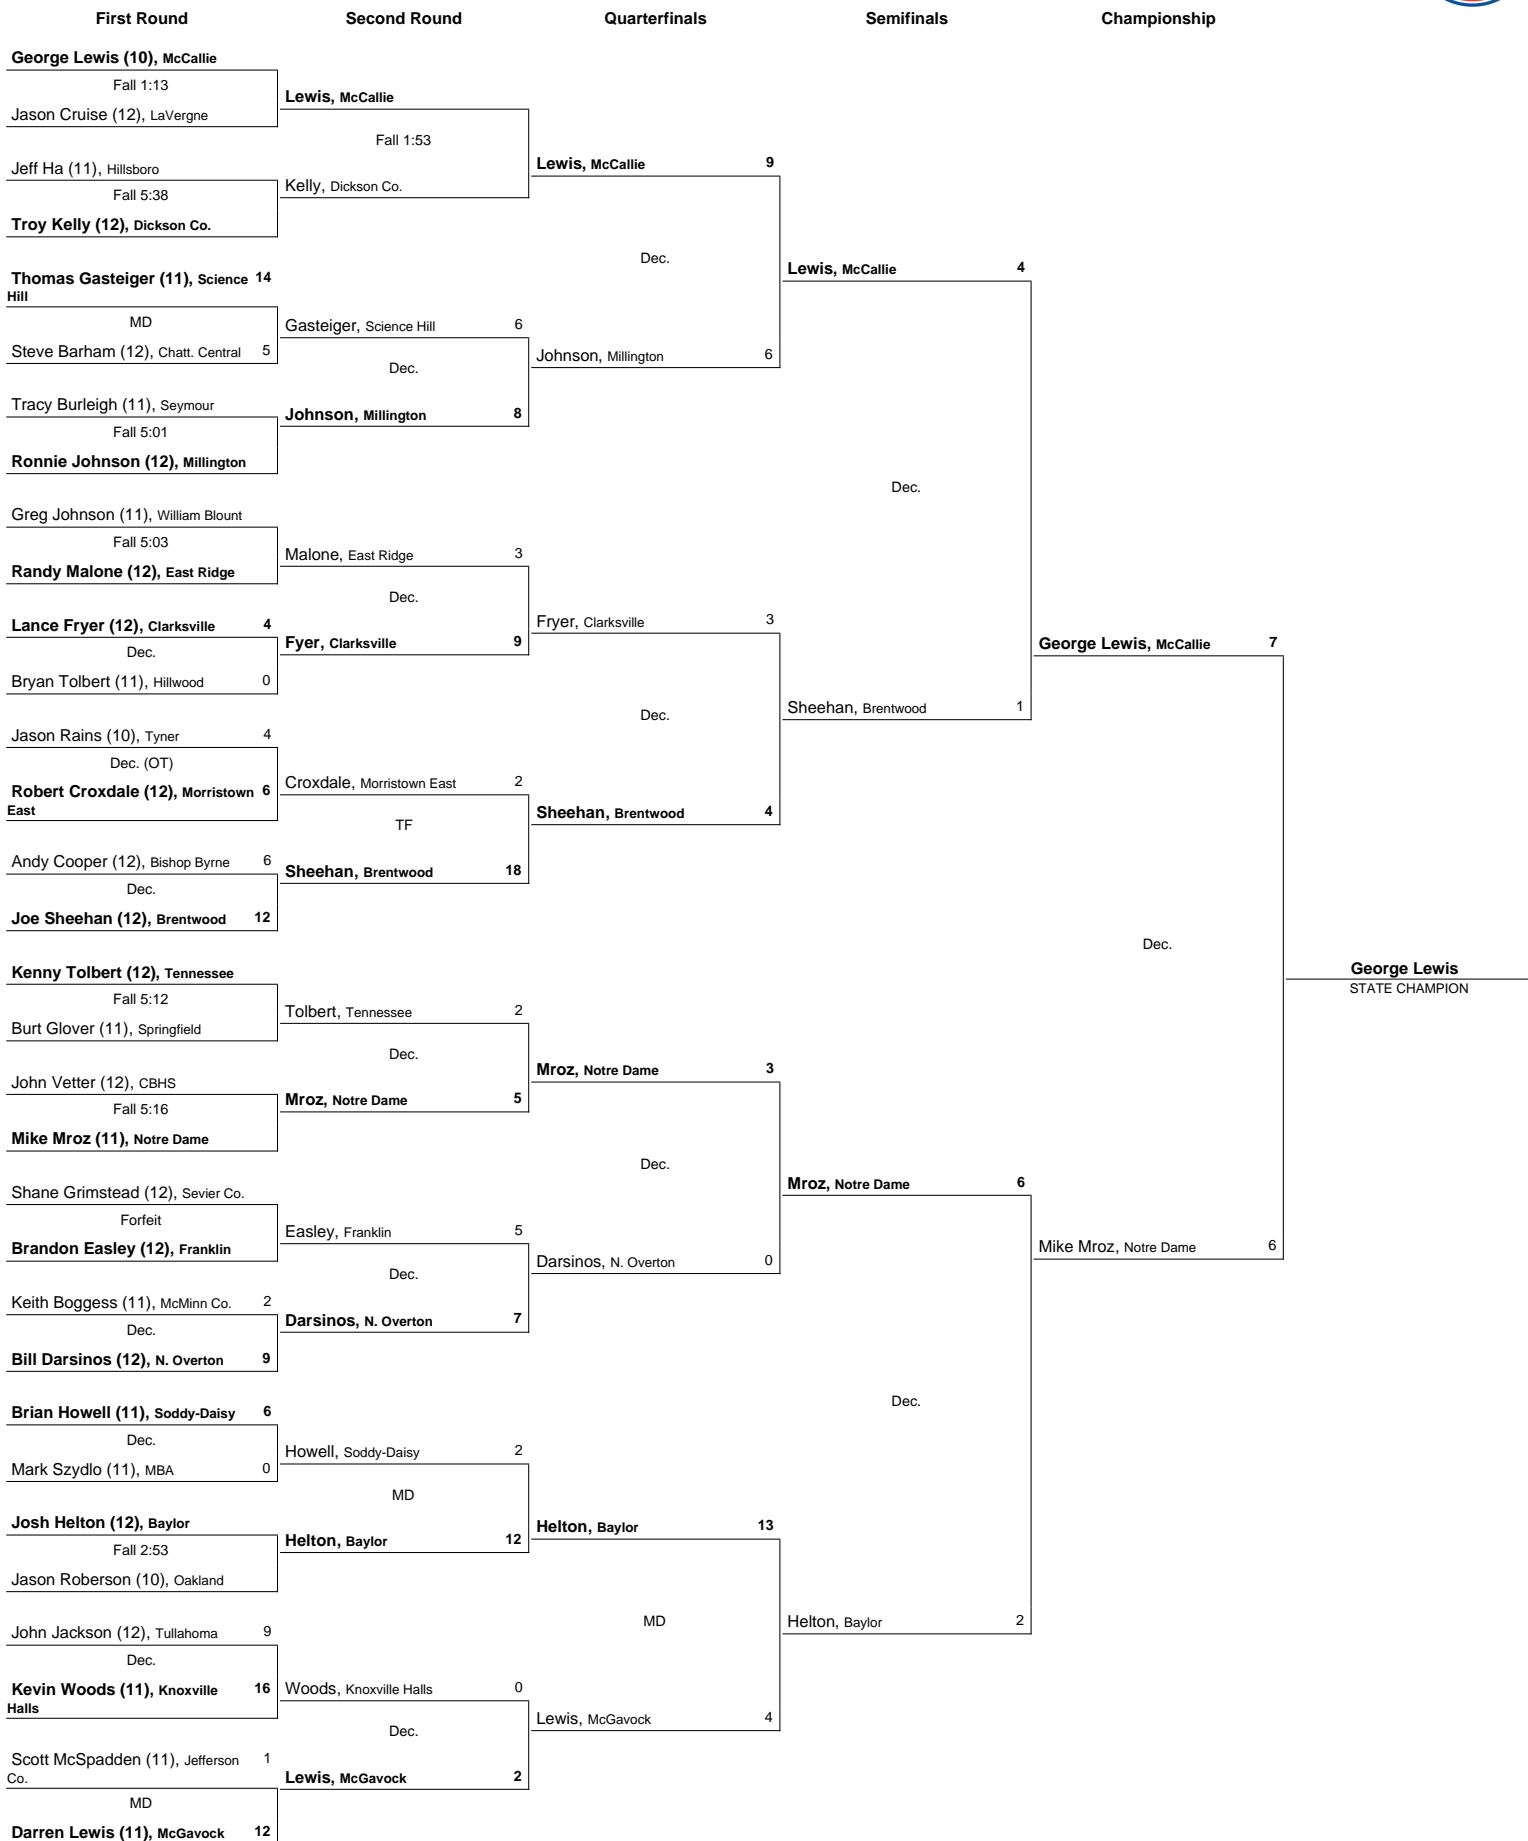 First Round Second Round Quarterfinals Semifinals Championship
George Lewis (10), McCallie
Fall 1:13
Jason Cruise (12), LaVergne
Jeff Ha (11), Hillsboro
Fall 5:38
Troy Kelly (12), Dickson Co.
Thomas Gasteiger (11), Science 14
Hill
MD
Steve Barham (12), Chatt. Central 5
Tracy Burleigh (11), Seymour
Fall 5:01
Ronnie Johnson (12), Millington
Greg Johnson (11), William Blount
Fall 5:03
Randy Malone (12), East Ridge
Lance Fryer (12), Clarksville 4
Dec.
Bryan Tolbert (11), Hillwood 0
Jason Rains (10), Tyner 4
Dec. (OT)
Robert Croxdale (12), Morristown 6
East
Andy Cooper (12), Bishop Byrne 6
Dec.
Joe Sheehan (12), Brentwood 12
Kenny Tolbert (12), Tennessee
Fall 5:12
Burt Glover (11), Springfield
John Vetter (12), CBHS
Fall 5:16
Mike Mroz (11), Notre Dame
Shane Grimstead (12), Sevier Co.
Forfeit
Brandon Easley (12), Franklin
Keith Boggess (11), McMinn Co. 2
Dec.
Bill Darsinos (12), N. Overton 9
Brian Howell (11), Soddy-Daisy 6
Dec.
Mark Szydlo (11), MBA 0
Josh Helton (12), Baylor
Fall 2:53
Jason Roberson (10), Oakland
John Jackson (12), Tullahoma 9
Dec.
Kevin Woods (11), Knoxville 16
Halls
Scott McSpadden (11), Jefferson 1
Co.
MD
Darren Lewis (11), McGavock 12
Lewis, McCallie
Fall 1:53
Kelly, Dickson Co.
Gasteiger, Science Hill 6
Dec.
Johnson, Millington 8
Malone, East Ridge 3
Dec.
Fyer, Clarksville 9
Croxdale, Morristown East 2
TF
Sheehan, Brentwood 18
Tolbert, Tennessee 2
Dec.
Mroz, Notre Dame 5
Easley, Franklin 5
Dec.
Darsinos, N. Overton 7
Howell, Soddy-Daisy 2
MD
Helton, Baylor 12
Woods, Knoxville Halls 0
Dec.
Lewis, McGavock 2
Lewis, McCallie 9
Dec.
Johnson, Millington 6
Fryer, Clarksville 3
Dec.
Sheehan, Brentwood 4
Mroz, Notre Dame 3
Dec.
Darsinos, N. Overton 0
Helton, Baylor 13
MD
Lewis, McGavock 4
Lewis, McCallie 4
Dec.
Sheehan, Brentwood 1
Mroz, Notre Dame 6
Dec.
Helton, Baylor 2
George Lewis, McCallie 7
Dec.
Mike Mroz, Notre Dame 6
George Lewis
STATE CHAMPION